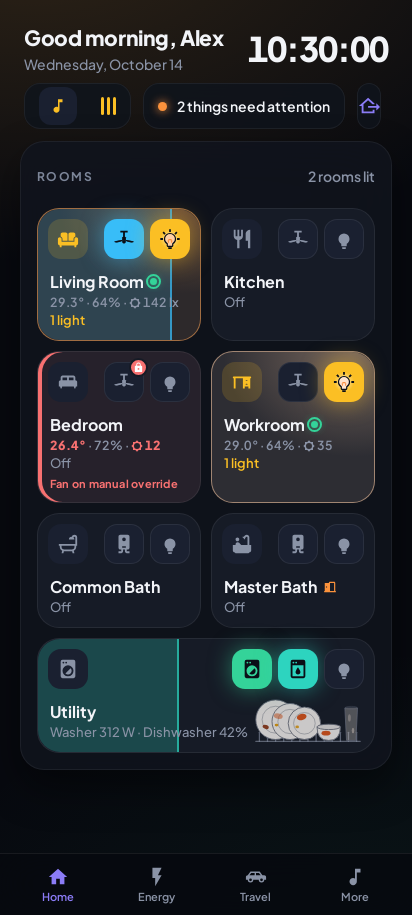 Good morning, Alex
Wednesday, October 14
10:30:00
2 things need attention
ROOMS
2 rooms lit
Living Room
29.3° · 64% · 142 lx
1 light
Kitchen
Off
Bedroom
26.4° · 72% · 12
Off
Fan on manual override
Workroom
29.0° · 64% · 35
1 light
Common Bath
Off
Master Bath
Off
Utility
Washer 312 W · Dishwasher 42%
Home
Energy
Travel
More